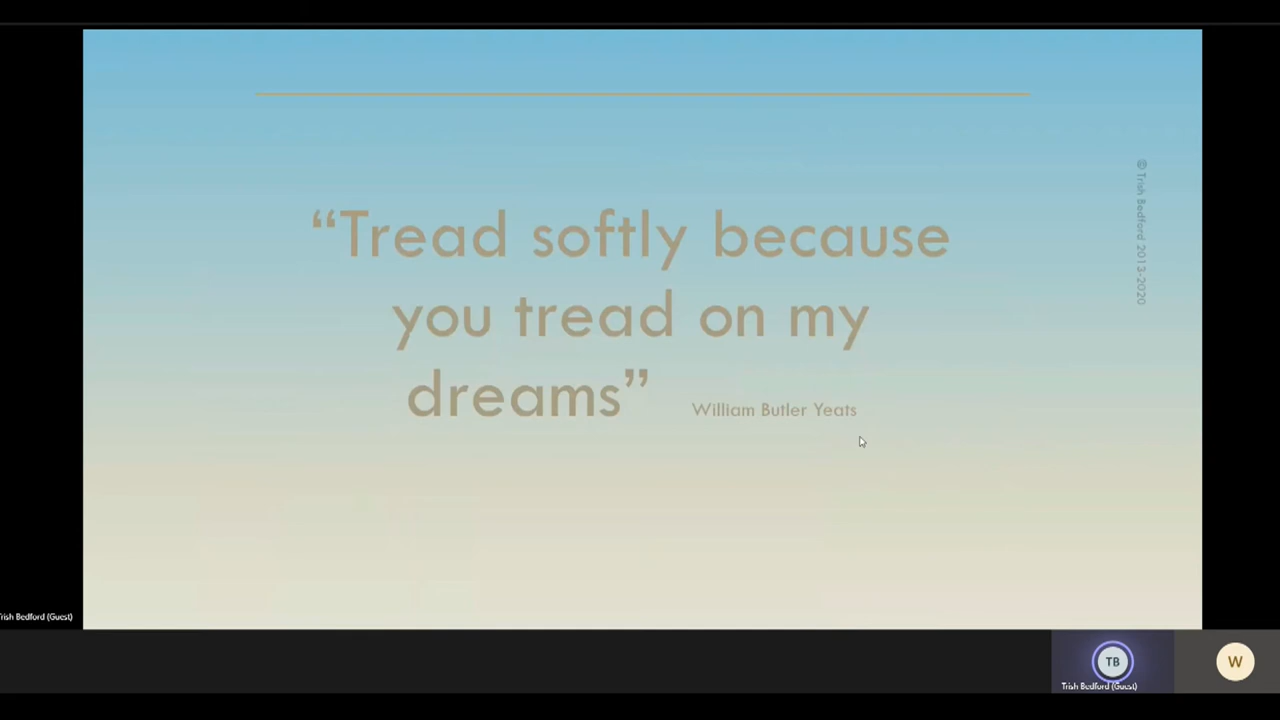 “Tread softly because
you tread on my
dreams” William Butler Yeats
© Trish Bedford 2013-2020
Trish Bedford (Guest)
TB
Trish Bedford (Guest)
W